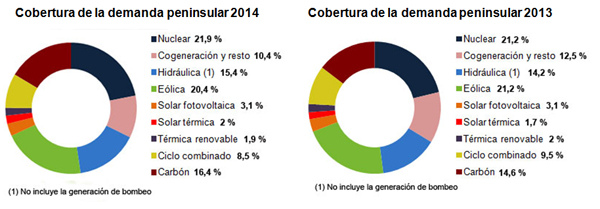 Cobertura de la demanda peninsular 2014
Nuclear 21,9 %
Cogeneración y resto 10,4 %
Hidráulica (1) 15,4 %
Eólica 20,4 %
Solar fotovoltaica 3,1 %
Solar térmica 2 %
Térmica renovable 1,9 %
Ciclo combinado 8,5 %
Carbón 16,4 %
(1) No incluye la generación de bombeo
Cobertura de la demanda peninsular 2013
Nuclear 21,2 %
Cogeneración y resto 12,5 %
Hidráulica (1) 14,2 %
Eólica 21,2 %
Solar fotovoltaica 3,1 %
Solar térmica 1,7 %
Térmica renovable 2 %
Ciclo combinado 9,5 %
Carbón 14,6 %
(1) No incluye la generación de bombeo